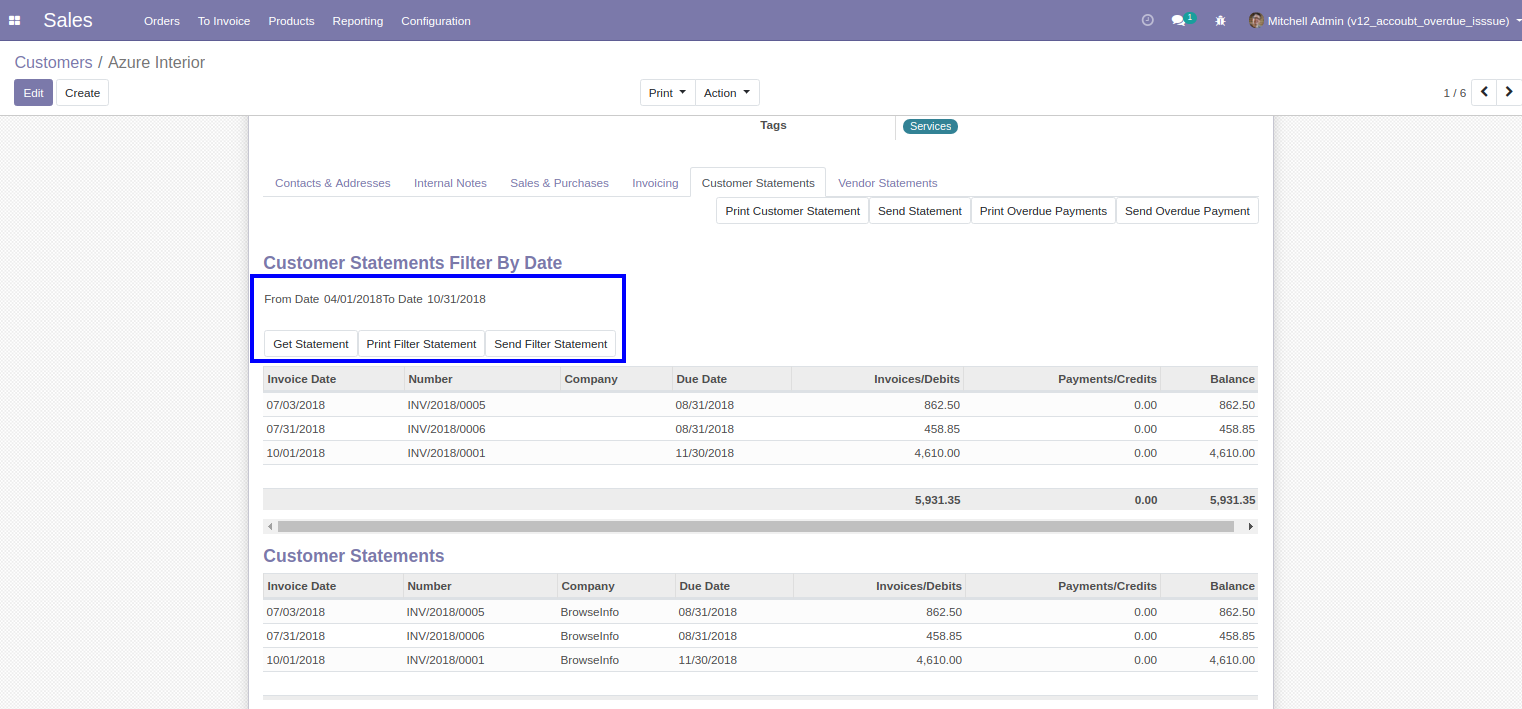 Sales Orders To Invoice Products Reporting Configuration 1 Mitchell Admin (v12_accoubt_overdue_isssue)
Customers / Azure Interior
Edit Create Print Action 1 / 6
Tags Services
Contacts & Addresses Internal Notes Sales & Purchases Invoicing Customer Statements Vendor Statements
Print Customer Statement Send Statement Print Overdue Payments Send Overdue Payment
Customer Statements Filter By Date
From Date 04/01/2018To Date 10/31/2018
Get Statement Print Filter Statement Send Filter Statement
Invoice Date Number Company Due Date Invoices/Debits Payments/Credits Balance
07/03/2018 INV/2018/0005 08/31/2018 862.50 0.00 862.50
07/31/2018 INV/2018/0006 08/31/2018 458.85 0.00 458.85
10/01/2018 INV/2018/0001 11/30/2018 4,610.00 0.00 4,610.00
5,931.35 0.00 5,931.35
Customer Statements
Invoice Date Number Company Due Date Invoices/Debits Payments/Credits Balance
07/03/2018 INV/2018/0005 BrowseInfo 08/31/2018 862.50 0.00 862.50
07/31/2018 INV/2018/0006 BrowseInfo 08/31/2018 458.85 0.00 458.85
10/01/2018 INV/2018/0001 BrowseInfo 11/30/2018 4,610.00 0.00 4,610.00